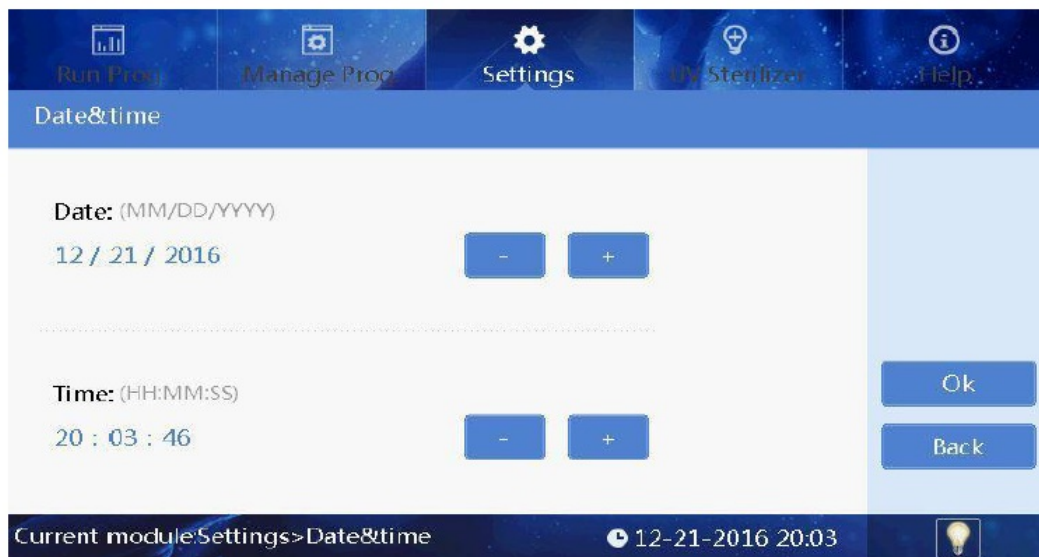 Run Prog Manage Prog Settings UV Sterilizer Help
Date&time
Date: (MM/DD/YYYY)
12 / 21 / 2016
- +
Time: (HH:MM:SS)
20 : 03 : 46
- +
Ok
Back
Current module:Settings>Date&time 12-21-2016 20:03